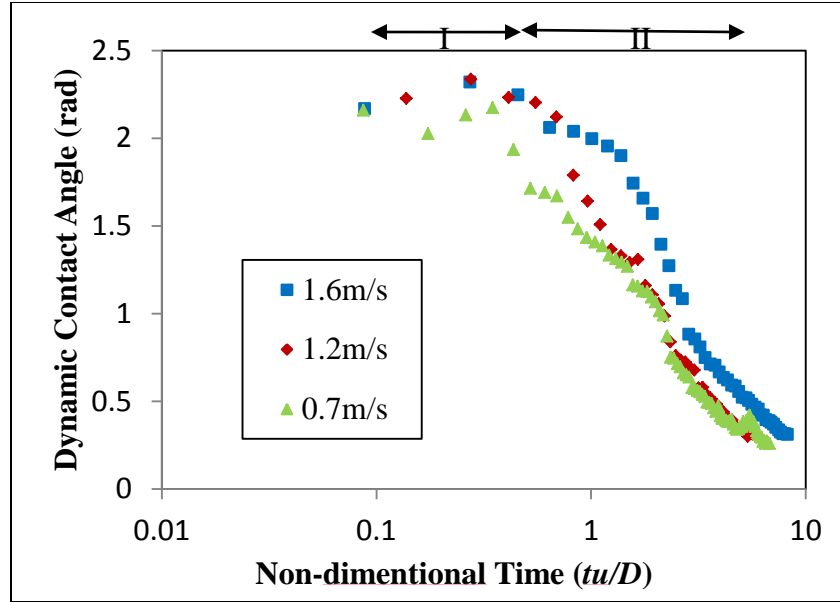 I II
2.5
2
1.5
1
0.5
0
Dynamic Contact Angle (rad)
1.6m/s
1.2m/s
0.7m/s
0.01 0.1 1 10
Non-dimentional Time (tu/D)